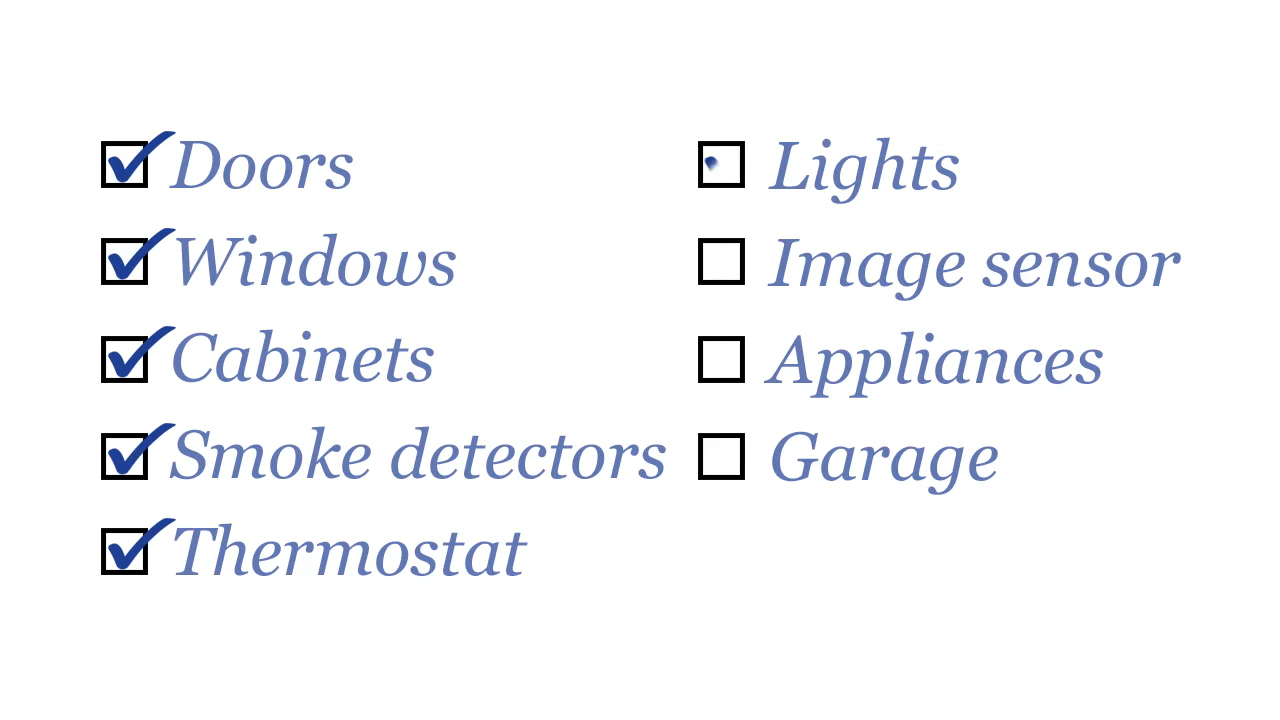 Doors
Windows
Cabinets
Smoke detectors
Thermostat
Lights
Image sensor
Appliances
Garage